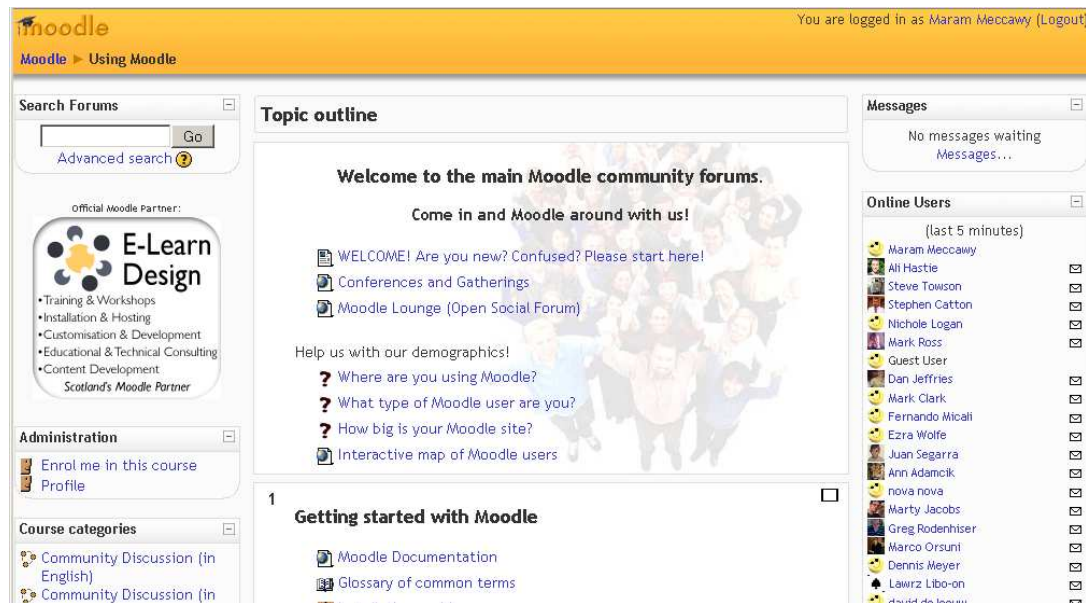 moodle
You are logged in as Maram Meccawy (Logout)
Moodle ► Using Moodle
Search Forums
Go
Advanced search ?
Official Moodle Partner:
E-Learn
Design
•Training & Workshops
•Installation & Hosting
•Customisation & Development
•Educational & Technical Consulting
•Content Development
Scotland's Moodle Partner
Administration
Enrol me in this course
Profile
Course categories
Community Discussion (in
English)
Community Discussion (in
Topic outline
Welcome to the main Moodle community forums.
Come in and Moodle around with us!
WELCOME! Are you new? Confused? Please start here!
Conferences and Gatherings
Moodle Lounge (Open Social Forum)
Help us with our demographics!
? Where are you using Moodle?
? What type of Moodle user are you?
? How big is your Moodle site?
Interactive map of Moodle users
1
Getting started with Moodle
Moodle Documentation
Glossary of common terms
Messages
No messages waiting
Messages...
Online Users
(last 5 minutes)
Maram Meccawy
Ali Hastie
Steve Towson
Stephen Catton
Nichole Logan
Mark Ross
Guest User
Dan Jeffries
Mark Clark
Fernando Micali
Ezra Wolfe
Juan Segarra
Ann Adamcik
nova nova
Marty Jacobs
Greg Rodenhiser
Marco Orsuni
Dennis Meyer
Lawrz Libo-on
david de leeuw